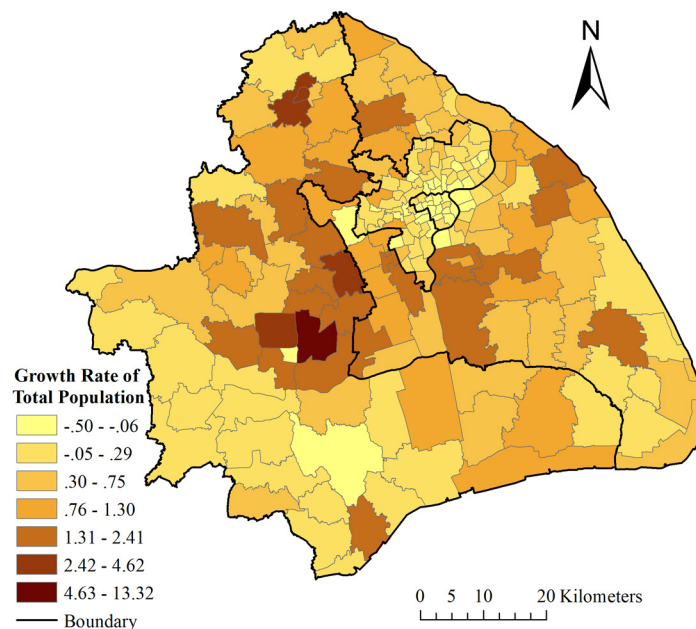 N
Growth Rate of
Total Population
-.50 - -.06
-.05 - .29
.30 - .75
.76 - 1.30
1.31 - 2.41
2.42 - 4.62
4.63 - 13.32
Boundary
0 5 10 20 Kilometers